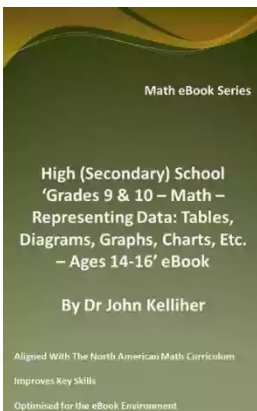 Math eBook Series
High (Secondary) School
‘Grades 9 & 10 – Math –
Representing Data: Tables,
Diagrams, Graphs, Charts, Etc.
– Ages 14-16’ eBook
By Dr John Kelliher
Aligned With The North American Math Curriculum
Improves Key Skills
Optimised for the eBook Environment